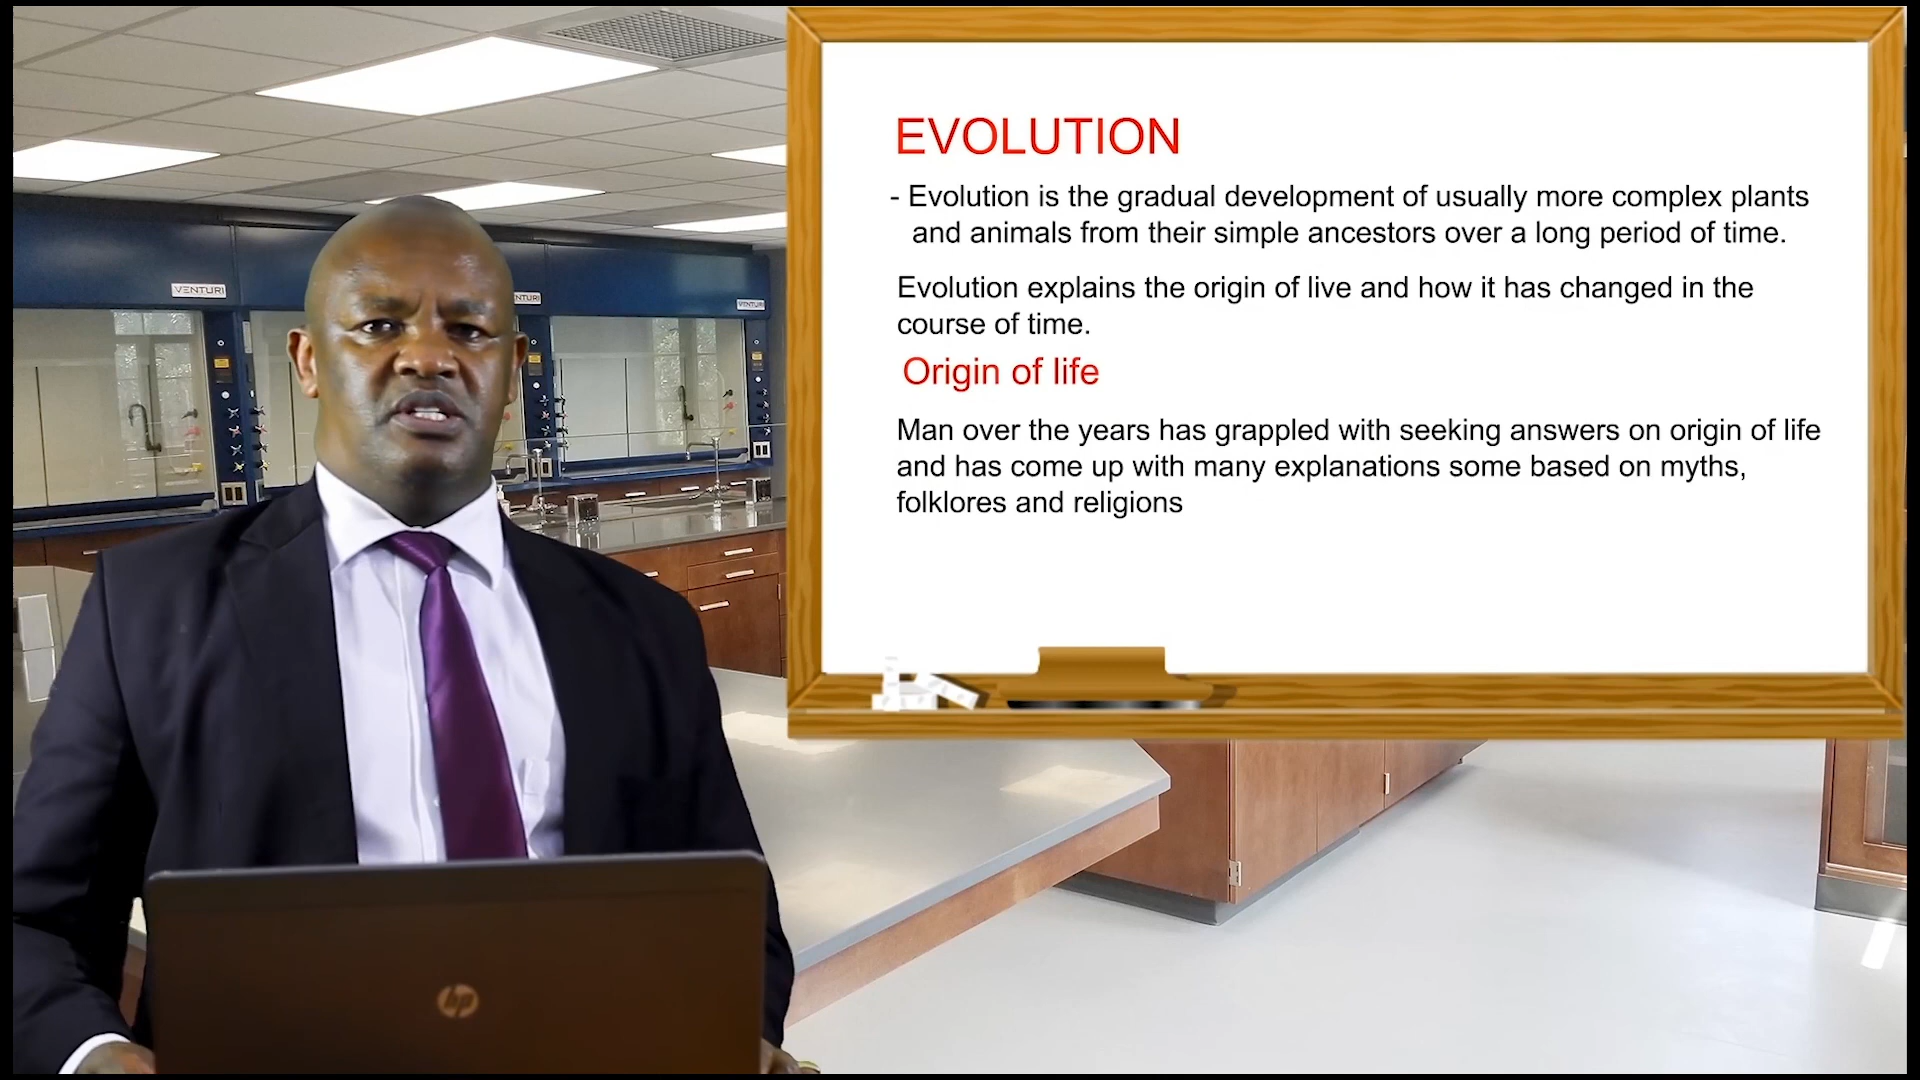 VENTURI
NTURI
VENTURI
EVOLUTION
- Evolution is the gradual development of usually more complex plants
and animals from their simple ancestors over a long period of time.
Evolution explains the origin of live and how it has changed in the
course of time.
Origin of life
Man over the years has grappled with seeking answers on origin of life
and has come up with many explanations some based on myths,
folklores and religions
hp